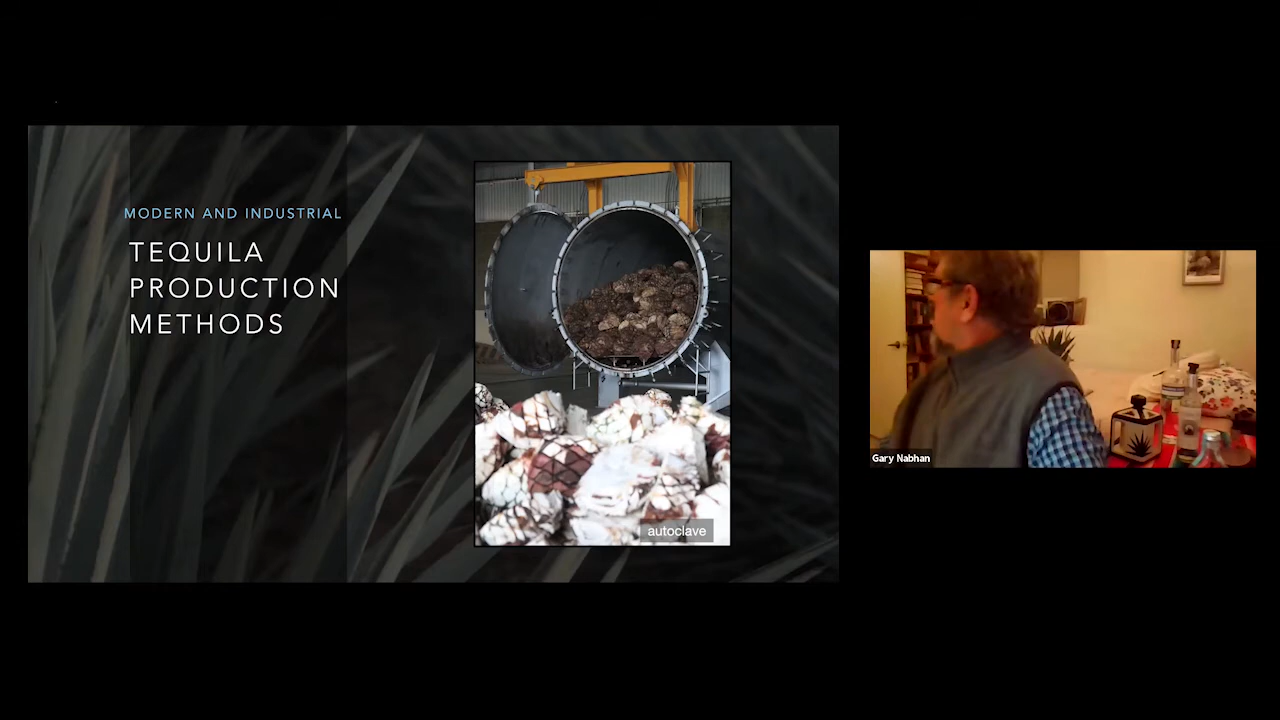 MODERN AND INDUSTRIAL
TEQUILA
PRODUCTION
METHODS
autoclave
Gary Nabhan